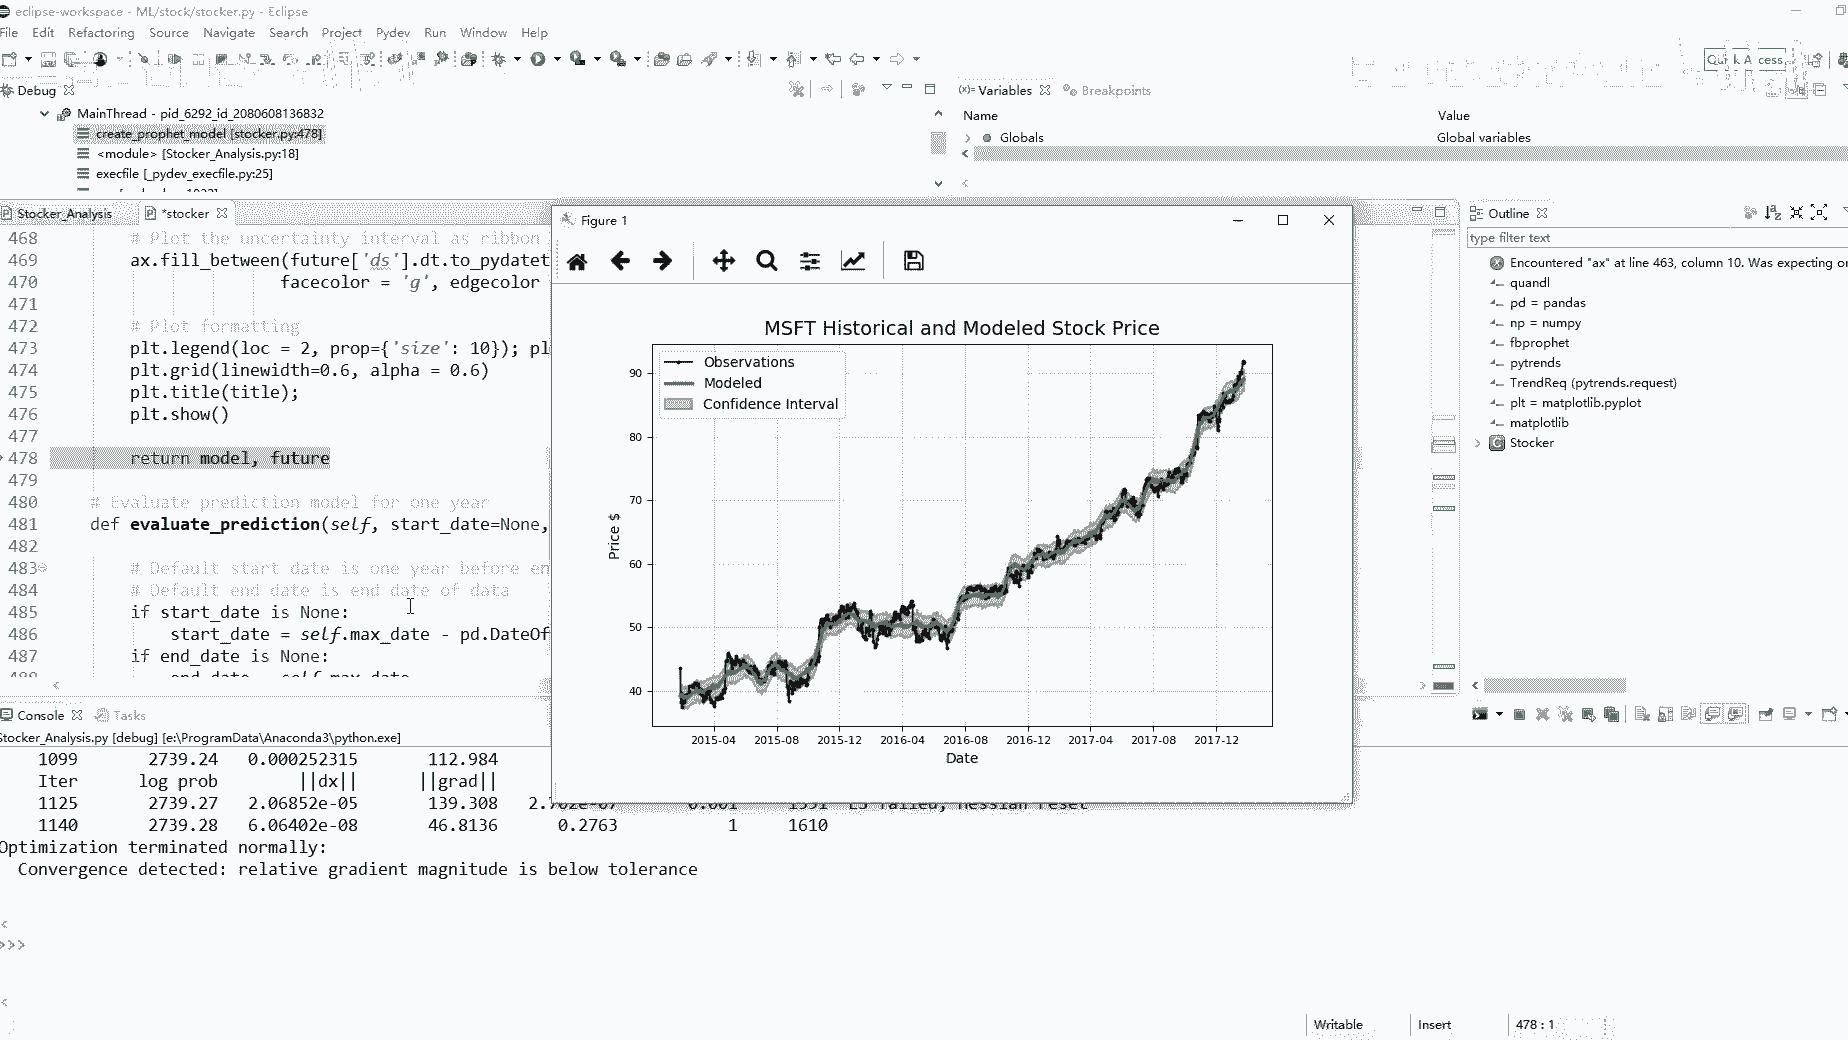 eclipse-workspace - ML/stock/stocker.py - Eclipse
File Edit Refactoring Source Navigate Search Project Pydev Run Window Help
Quick Access
Debug
Variables Breakpoints
MainThread - pid_6292_id_2080608136832
create_prophet_model [stocker.py:478]
<module> [Stocker_Analysis.py:18]
execfile [_pydev_execfile.py:25]
Name Value
Globals Global variables
Stocker_Analysis *stocker
468 # Plot the uncertainty interval as ribbon
469 ax.fill_between(future['ds'].dt.to_pydatet
470 facecolor = 'g', edgecolor
471
472 # Plot formatting
473 plt.legend(loc = 2, prop={'size': 10}); pl
474 plt.grid(linewidth=0.6, alpha = 0.6)
475 plt.title(title);
476 plt.show()
477
478 return model, future
479
480 # Evaluate prediction model for one year
481 def evaluate_prediction(self, start_date=None,
482
483 # Default start date is one year before en
484 # Default end date is end date of data
485 if start_date is None:
486 start_date = self.max_date - pd.DateOf
487 if end_date is None:
488 end_date = self.max_date
Figure 1
MSFT Historical and Modeled Stock Price
Observations
Modeled
Confidence Interval
Price $
90
80
70
60
50
40
2015-04 2015-08 2015-12 2016-04 2016-08 2016-12 2017-04 2017-08 2017-12
Date
Outline
type filter text
Encountered "ax" at line 463, column 10. Was expecting
quandl
pd = pandas
np = numpy
fbprophet
pytrends
TrendReq (pytrends.request)
plt = matplotlib.pyplot
matplotlib
Stocker
Console Tasks
Stocker_Analysis.py [debug] [e:\ProgramData\Anaconda3\python.exe]
1099 2739.24 0.000252315 112.984
Iter log prob ||dx|| ||grad||
1125 2739.27 2.06852e-05 139.308
1140 2739.28 6.06402e-08 46.8136 0.2763 1 1610
Optimization terminated normally:
Convergence detected: relative gradient magnitude is below tolerance
>>>
Writable Insert 478 : 1